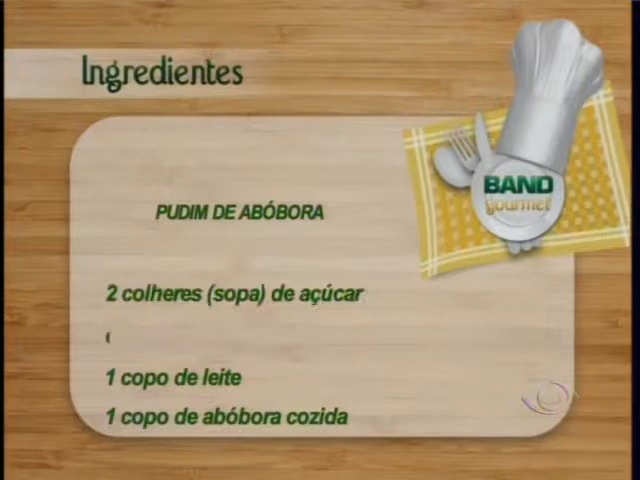 Ingredientes
BAND
gourmet
PUDIM DE ABÓBORA
2 colheres (sopa) de açúcar
1 copo de leite
1 copo de abóbora cozida